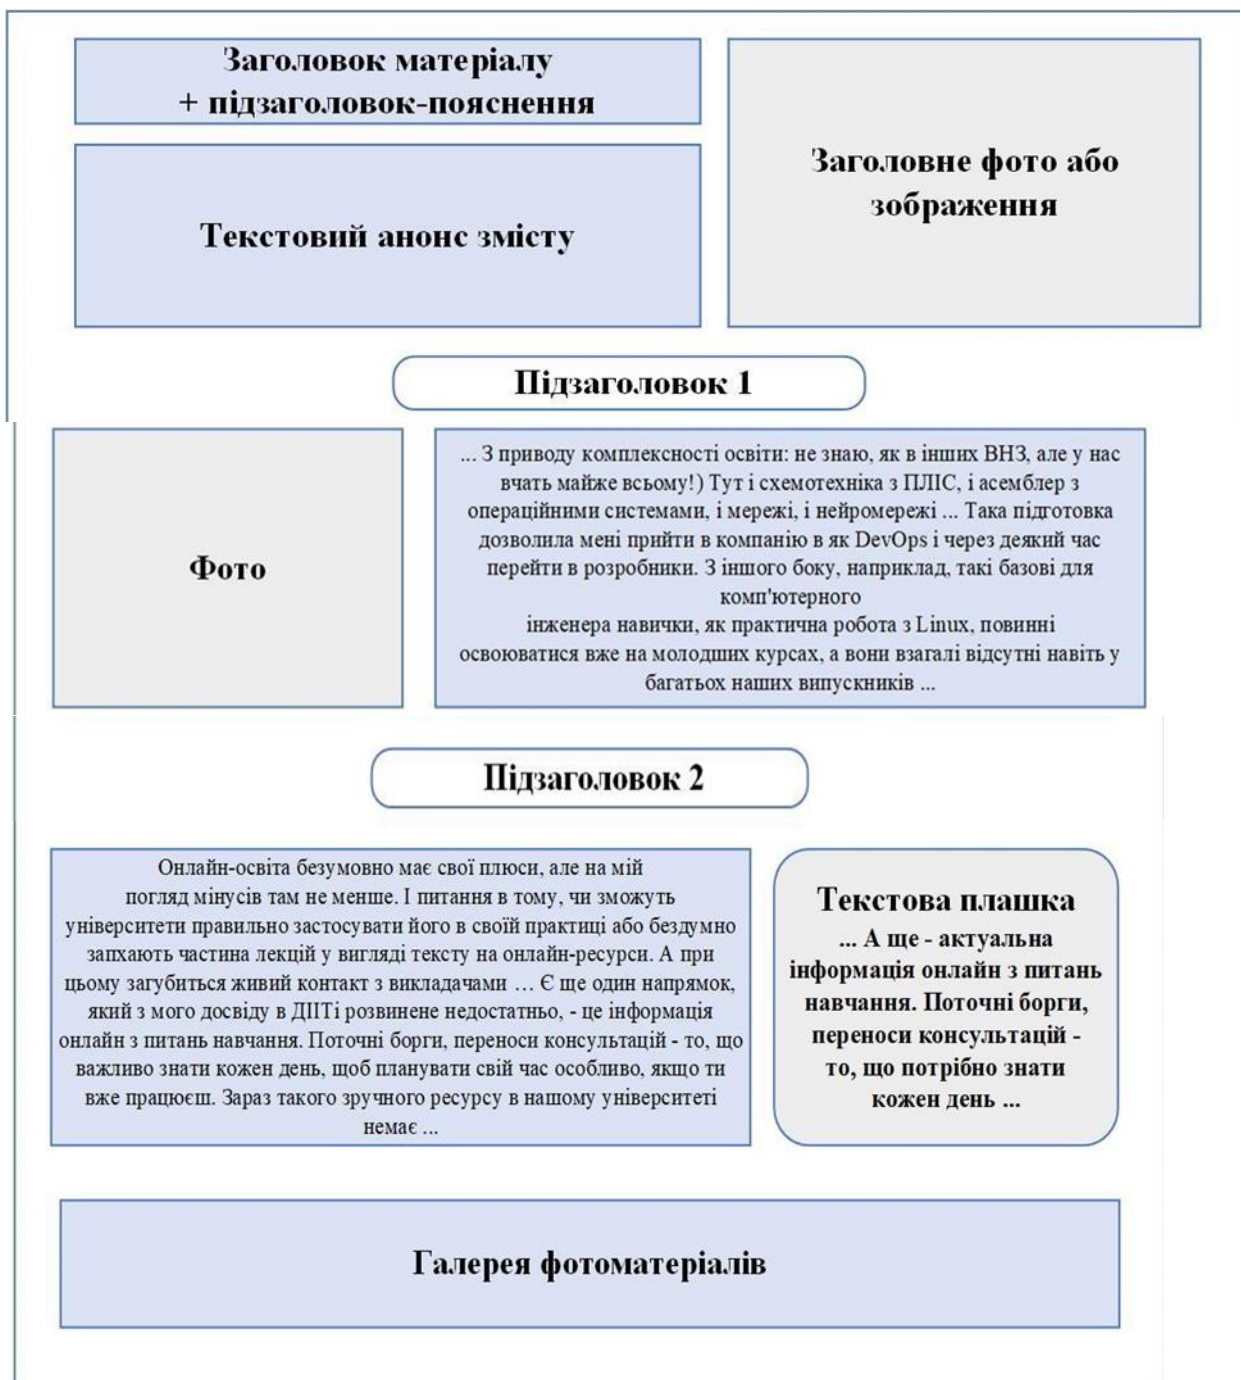 Заголовок матеріалу
+ підзаголовок-пояснення
Текстовий анонс змісту
Заголовне фото або
зображення
Підзаголовок 1
Фото
... З приводу комплексності освіти: не знаю, як в інших ВНЗ, але у нас
вчать майже всьому!) Тут і схемотехніка з ПЛІС, і асемблер з
операційними системами, і мережі, і нейромережі ... Така підготовка
дозволила мені прийти в компанію в як DevOps і через деякий час
перейти в розробники. З іншого боку, наприклад, такі базові для
комп'ютерного
інженера навички, як практична робота з Linux, повинні
освоюватися вже на молодших курсах, а вони взагалі відсутні навіть у
багатьох наших випускників ...
Підзаголовок 2
Онлайн-освіта безумовно має свої плюси, але на мій
погляд мінусів там не менше. І питання в тому, чи зможуть
університети правильно застосувати його в своїй практиці або бездумно
запхають частина лекцій у вигляді тексту на онлайн-ресурси. А при
цьому загубиться живий контакт з викладачами ... Є ще один напрямок,
який з мого досвіду в ДІІТі розвинене недостатньо, - це інформація
онлайн з питань навчання. Поточні борги, переноси консультацій - то, що
важливо знати кожен день, щоб планувати свій час особливо, якщо ти
вже працюєш. Зараз такого зручного ресурсу в нашому університеті
немає ...
Текстова плашка
... А ще - актуальна
інформація онлайн з питань
навчання. Поточні борги,
переноси консультацій -
то, що потрібно знати
кожен день ...
Галерея фотоматеріалів